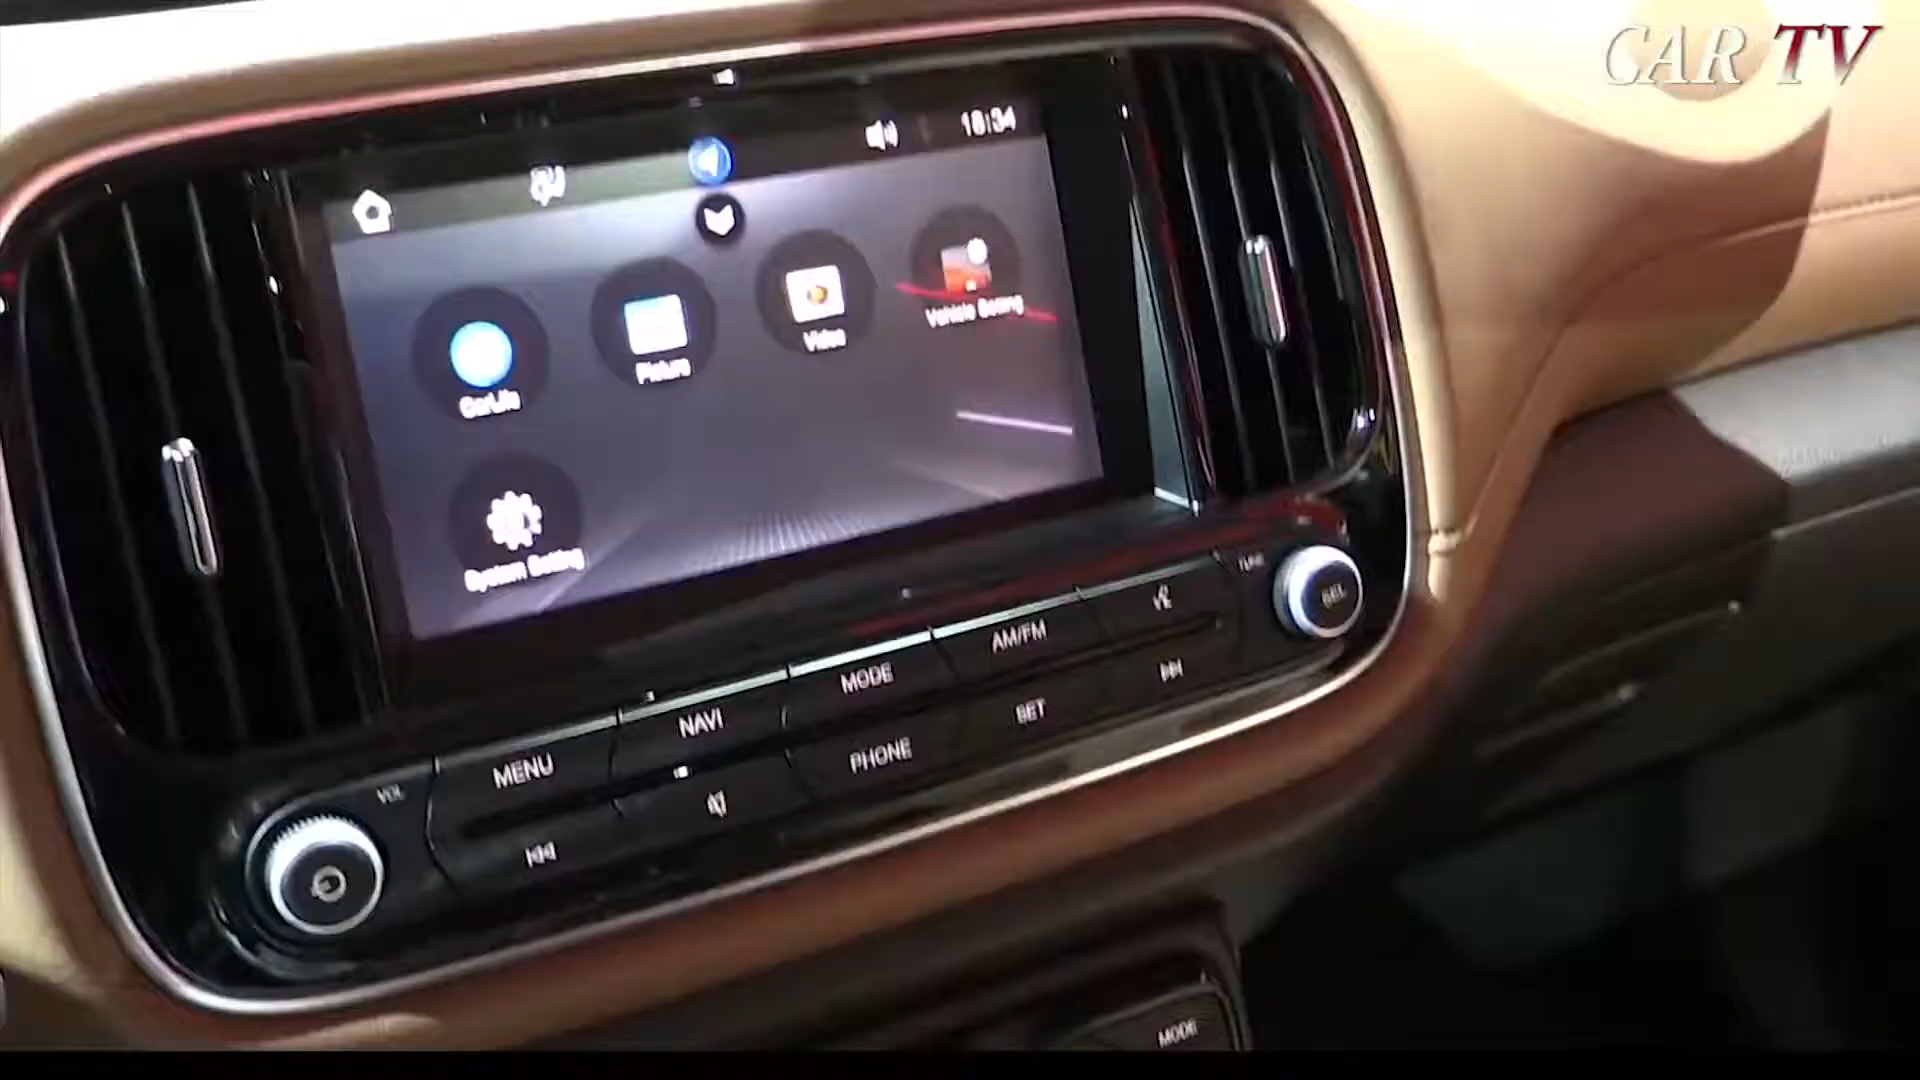 CAR TV
18:34
CarLife
Picture
Video
Vehicle Setting
System Setting
VOL
MENU
NAVI
MODE
AM/FM
TUNE
SEL
PHONE
SET
MODE